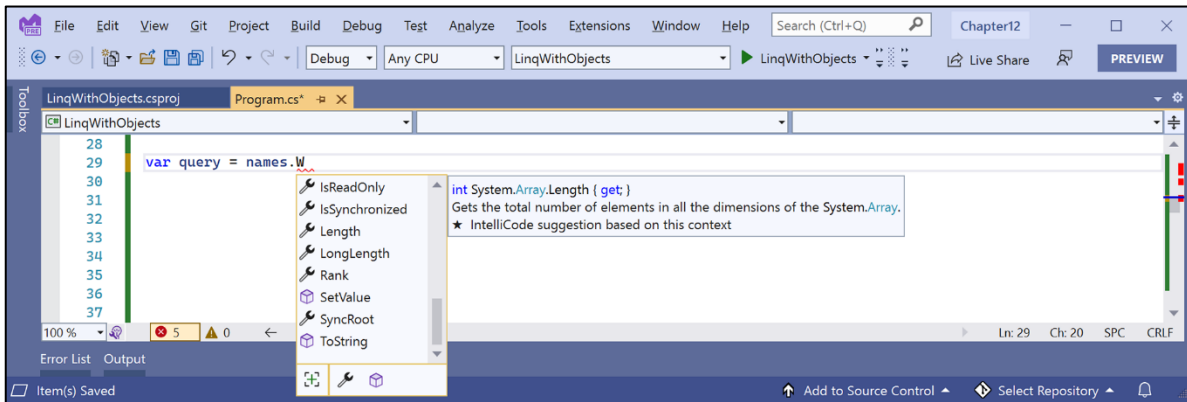 PRE File Edit View Git Project Build Debug Test Analyze Tools Extensions Window Help Search (Ctrl+Q) Chapter12
Debug Any CPU LinqWithObjects LinqWithObjects Live Share PREVIEW
Toolbox
LinqWithObjects.csproj Program.cs*
C# LinqWithObjects
28
29 var query = names.W
30
31
32
33
34
35
36
37
IsReadOnly
IsSynchronized
Length
LongLength
Rank
SetValue
SyncRoot
ToString
int System.Array.Length { get; }
Gets the total number of elements in all the dimensions of the System.Array.
★ IntelliCode suggestion based on this context
100 % 5 0 Ln: 29 Ch: 20 SPC CRLF
Error List Output
Item(s) Saved Add to Source Control Select Repository